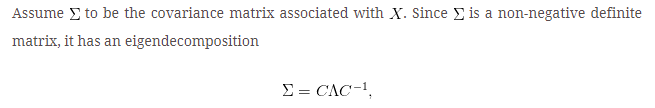 Assume Σ to be the covariance matrix associated with X. Since Σ is a non-negative definite
matrix, it has an eigendecomposition
Σ = CΛC⁻¹,